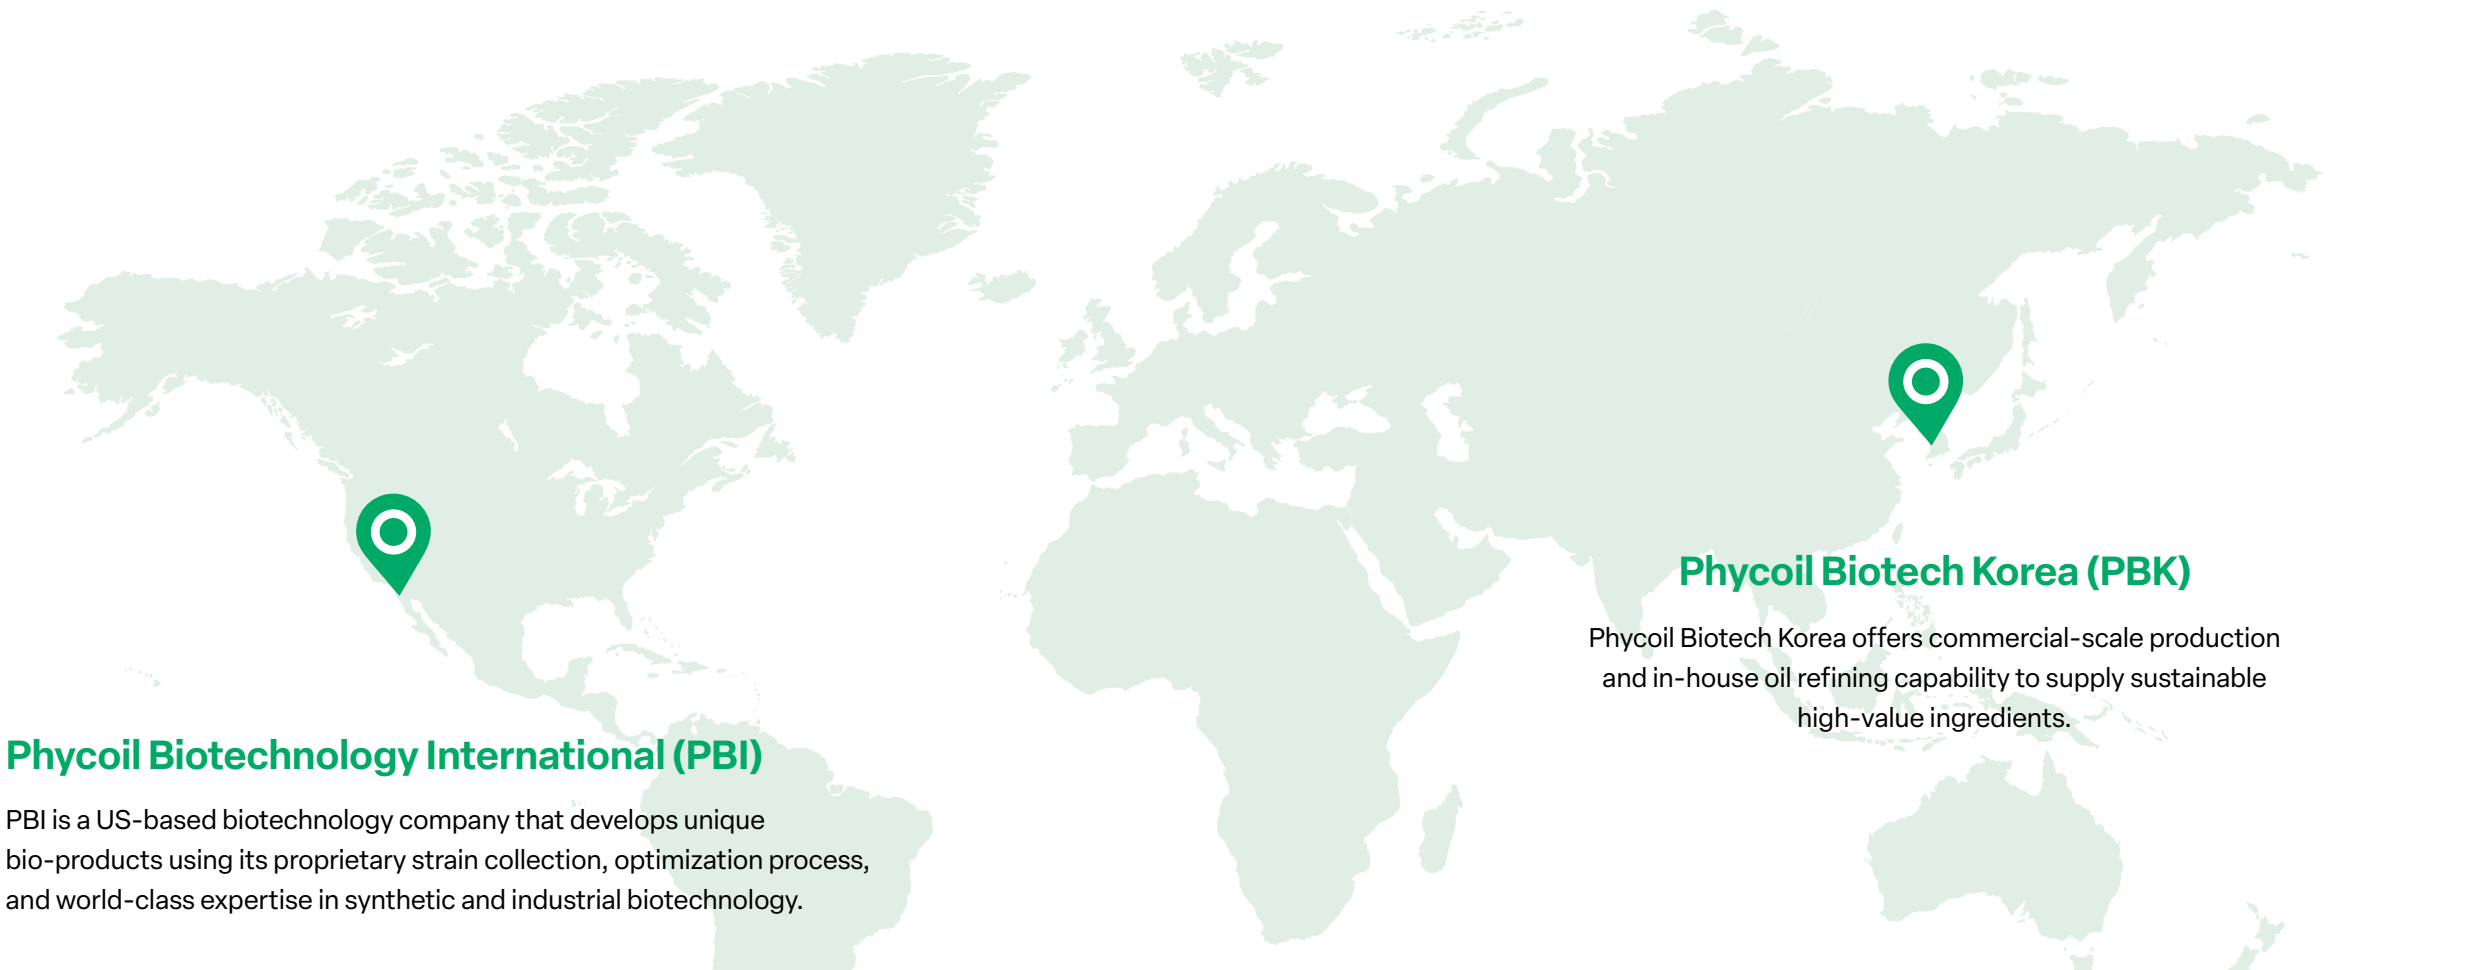 Phycoil Biotech Korea (PBK)
Phycoil Biotech Korea offers commercial-scale production
and in-house oil refining capability to supply sustainable
high-value ingredients.
Phycoil Biotechnology International (PBI)
PBI is a US-based biotechnology company that develops unique
bio-products using its proprietary strain collection, optimization process,
and world-class expertise in synthetic and industrial biotechnology.